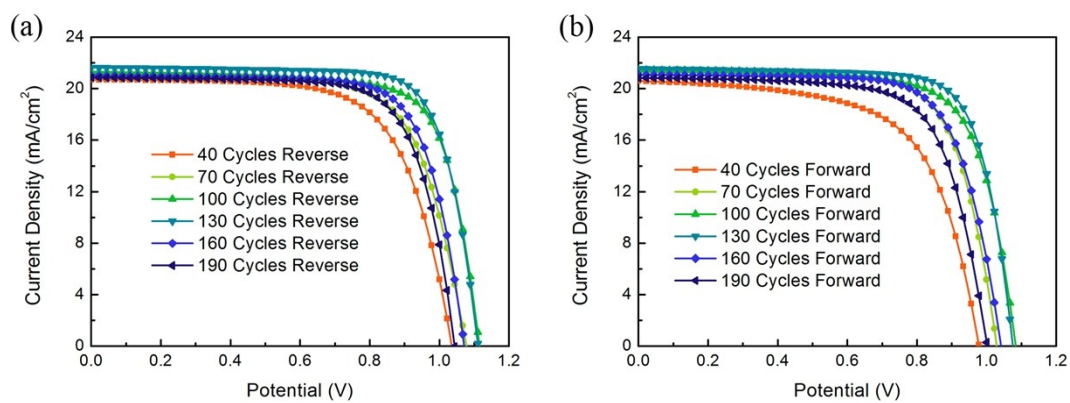 (a)
Current Density (mA/cm²)
24
20
16
12
8
4
0
40 Cycles Reverse
70 Cycles Reverse
100 Cycles Reverse
130 Cycles Reverse
160 Cycles Reverse
190 Cycles Reverse
0.0 0.2 0.4 0.6 0.8 1.0 1.2
Potential (V)
(b)
Current Density (mA/cm²)
24
20
16
12
8
4
0
40 Cycles Forward
70 Cycles Forward
100 Cycles Forward
130 Cycles Forward
160 Cycles Forward
190 Cycles Forward
0.0 0.2 0.4 0.6 0.8 1.0 1.2
Potential (V)